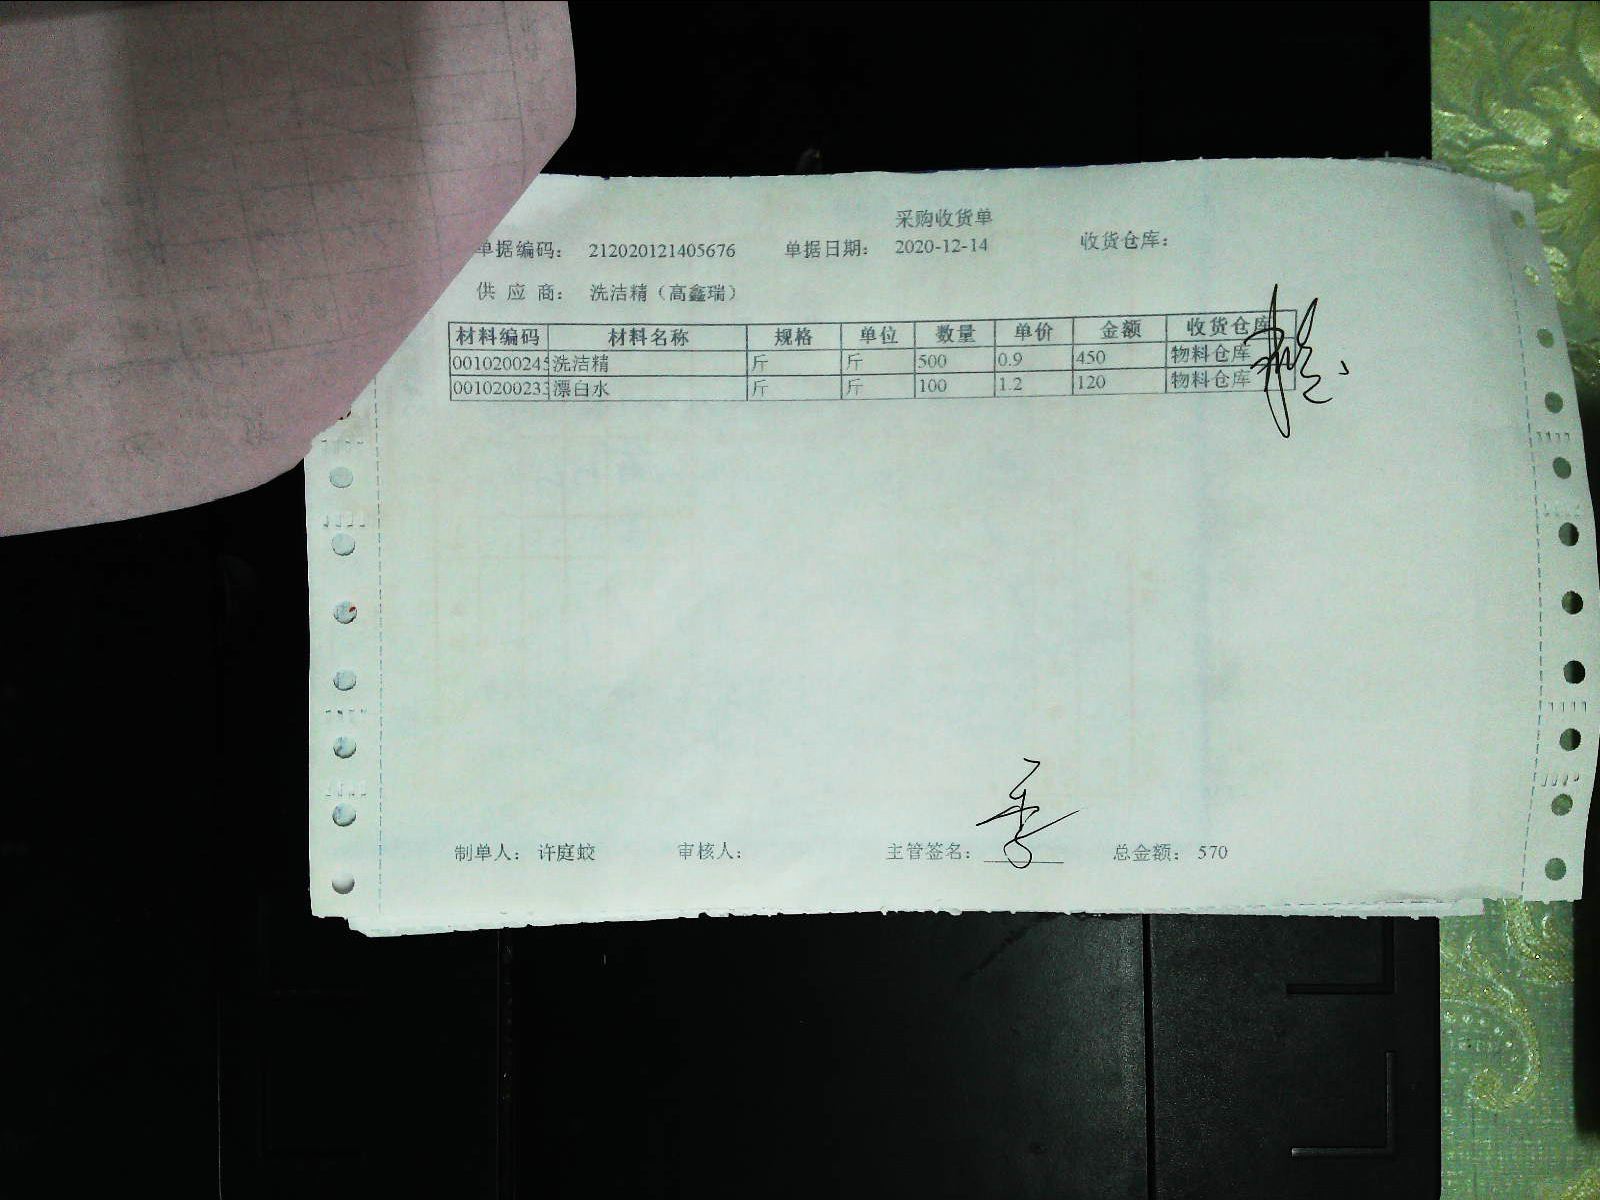 采购收货单
单据编码： 212020121405676 单据日期： 2020-12-14 收货仓库：
供 应 商： 洗洁精（高鑫瑞）
材料编码 材料名称 规格 单位 数量 单价 金额 收货仓库
0010200245 洗洁精 斤 斤 500 0.9 450 物料仓库
0010200233 漂白水 斤 斤 100 1.2 120 物料仓库
制单人： 许庭蛟 审核人： 主管签名： 总金额： 570